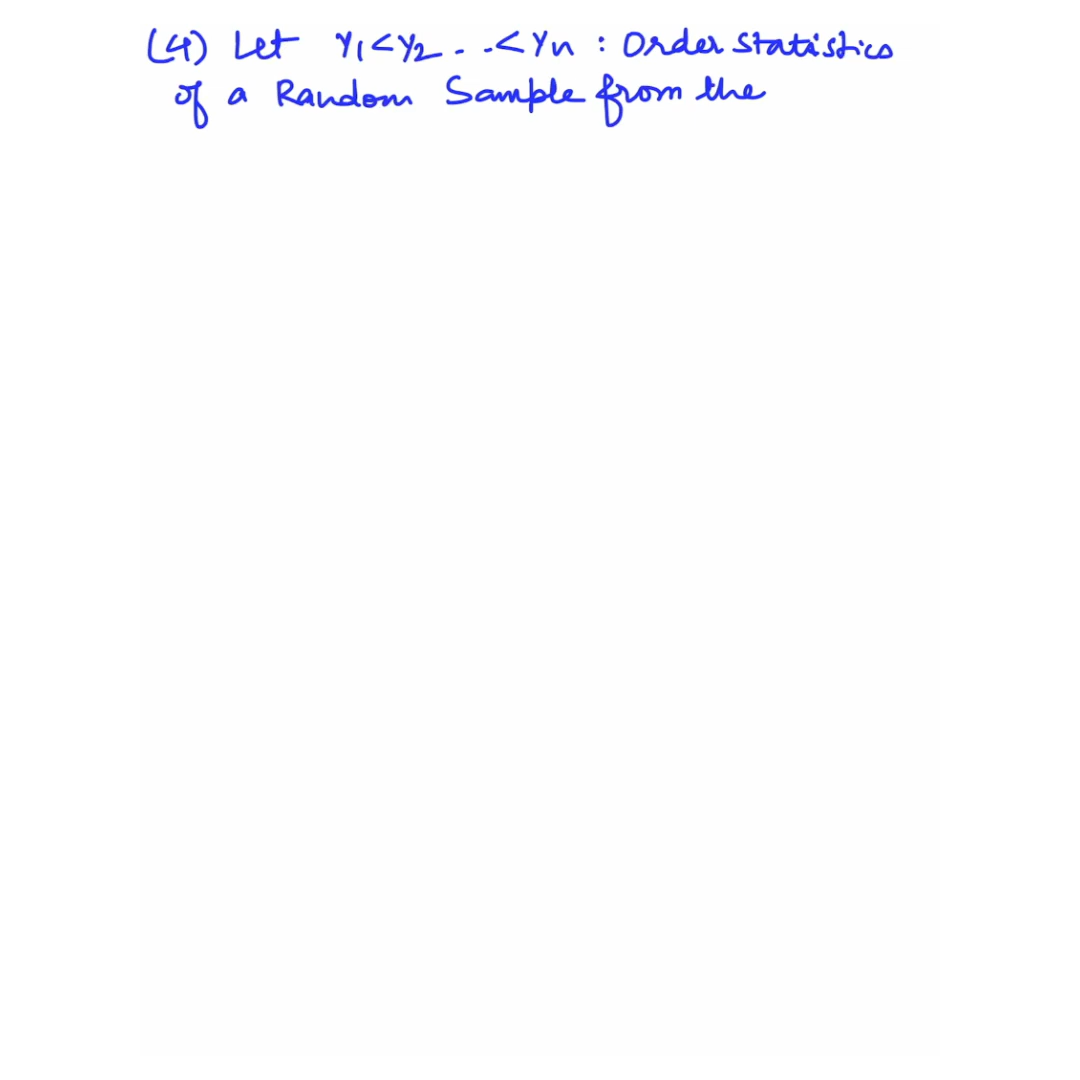 (4) Let Y1<Y2 . .< Yn : Order Statistics
of a Random Sample from the